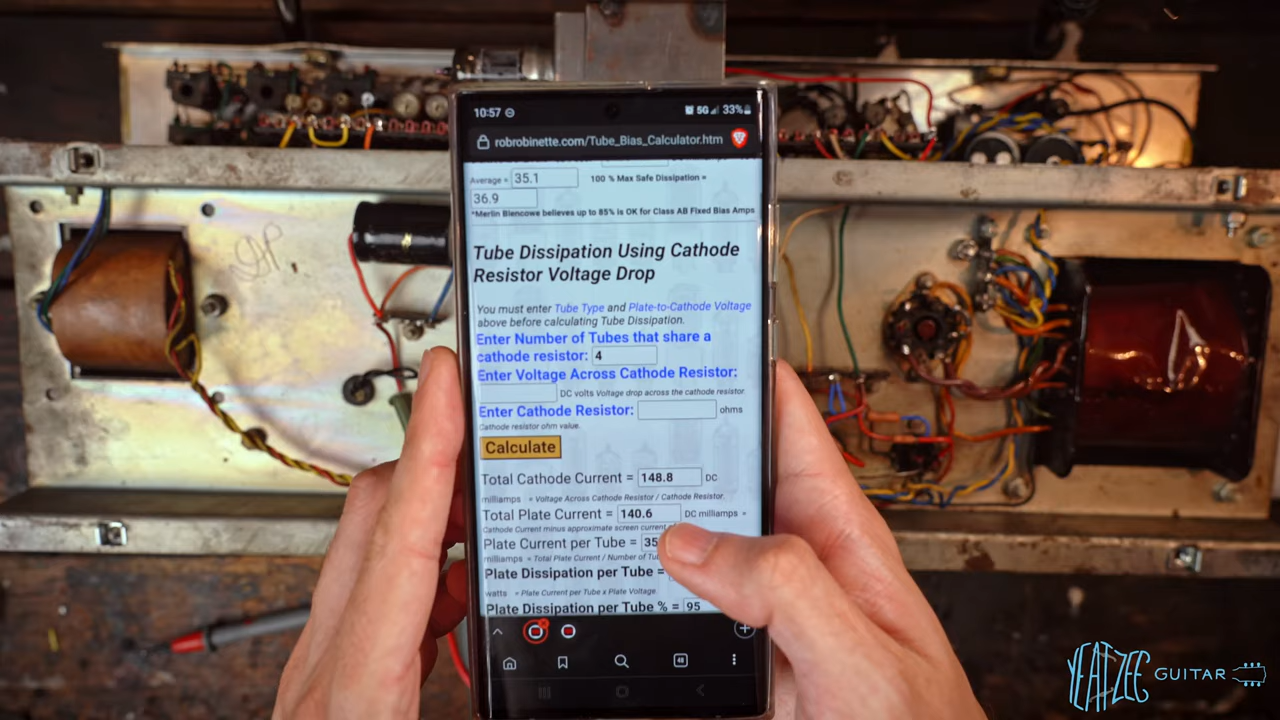 10:57
5G 33%
robrobinette.com/Tube_Bias_Calculator.htm
Average = 35.1 100 % Max Safe Dissipation =
36.9
*Merlin Blencowe believes up to 85% is OK for Class AB Fixed Bias Amps
Tube Dissipation Using Cathode
Resistor Voltage Drop
You must enter Tube Type and Plate-to-Cathode Voltage
above before calculating Tube Dissipation.
Enter Number of Tubes that share a
cathode resistor: 4
Enter Voltage Across Cathode Resistor:
DC volts Voltage drop across the cathode resistor.
Enter Cathode Resistor: ohms
Cathode resistor ohm value.
Calculate
Total Cathode Current = 148.8 DC
milliamps = Voltage Across Cathode Resistor / Cathode Resistor.
Total Plate Current = 140.6 DC milliamps =
Cathode Current minus approximate screen current
Plate Current per Tube = 35
milliamps = Total Plate Current / Number of
Plate Dissipation per Tube =
watts = Plate Current per Tube x Plate Voltage.
Plate Dissipation per Tube % = 95
48
YEATZEE GUITAR